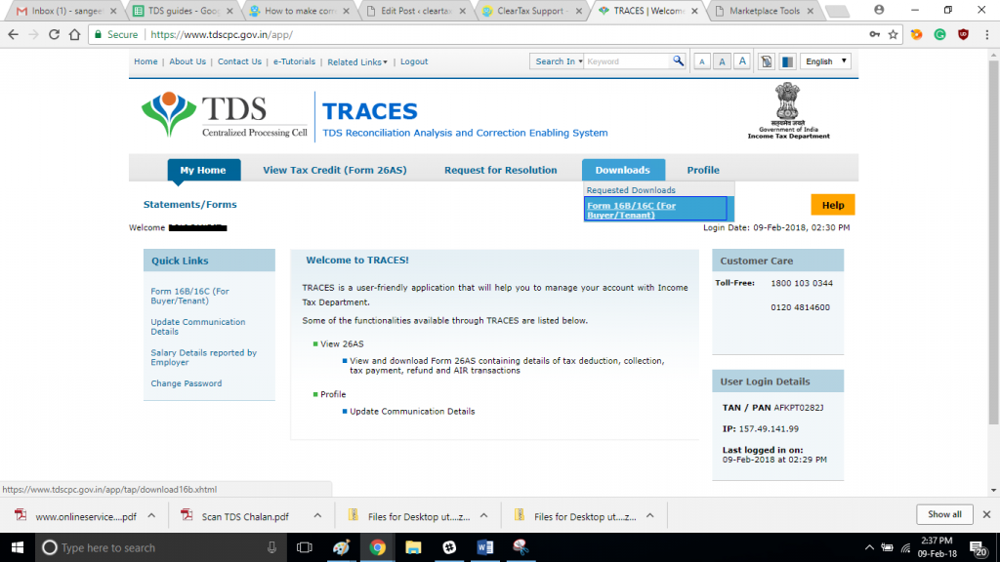 Inbox (1) - sangee
TDS guides - Goo
How to make cor
Edit Post ‹ clearta
ClearTax Support -
TRACES | Welcom
Marketplace Tools
Secure | https://www.tdscpc.gov.in/app/
Home | About Us | Contact Us | e-Tutorials | Related Links | Logout
Search In Keyword A A A English
TDS
Centralized Processing Cell
TRACES
TDS Reconciliation Analysis and Correction Enabling System
सत्यमेव जयते
Government of India
Income Tax Department
My Home View Tax Credit (Form 26AS) Request for Resolution Downloads Profile
Requested Downloads
Form 16B/16C (For
Buyer/Tenant)
Statements/Forms
Help
Welcome
Login Date: 09-Feb-2018, 02:30 PM
Quick Links
Form 16B/16C (For
Buyer/Tenant)
Update Communication
Details
Salary Details reported by
Employer
Change Password
Welcome to TRACES!
TRACES is a user-friendly application that will help you to manage your account with Income
Tax Department.
Some of the functionalities available through TRACES are listed below.
View 26AS
View and download Form 26AS containing details of tax deduction, collection,
tax payment, refund and AIR transactions
Profile
Update Communication Details
Customer Care
Toll-Free: 1800 103 0344
0120 4814600
User Login Details
TAN / PAN AFKPT0282J
IP: 157.49.141.99
Last logged in on:
09-Feb-2018 at 02:29 PM
https://www.tdscpc.gov.in/app/tap/download16b.xhtml
www.onlineservice....pdf
Scan TDS Chalan.pdf
Files for Desktop ut....z...
Files for Desktop ut....z...
Show all
Type here to search
2:37 PM
09-Feb-18
20